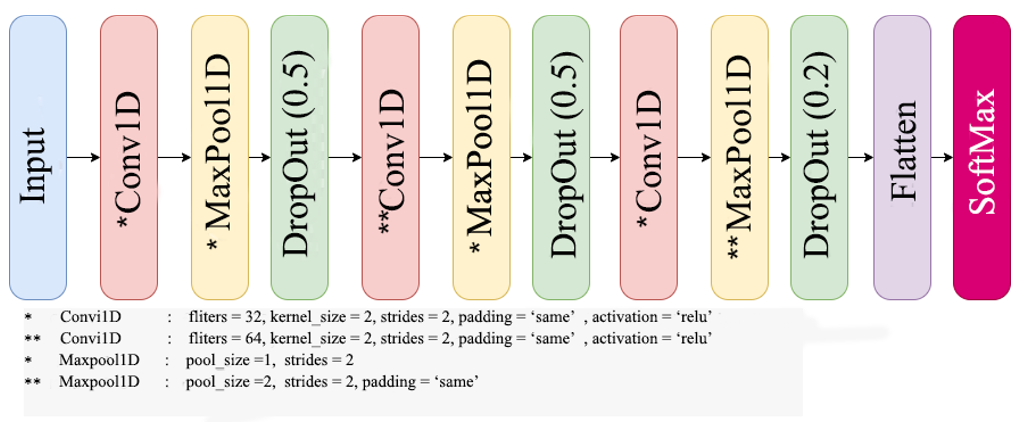 Input
*Conv1D
* MaxPool1D
DropOut (0.5)
**Conv1D
*MaxPool1D
DropOut (0.5)
*Conv1D
**MaxPool1D
DropOut (0.2)
Flatten
SoftMax
* Convi1D : fliters = 32, kernel_size = 2, strides = 2, padding = ‘same’ , activation = ‘relu’
** Convi1D : fliters = 64, kernel_size = 2, strides = 2, padding = ‘same’ , activation = ‘relu’
* Maxpool1D : pool_size =1, strides = 2
** Maxpool1D : pool_size =2, strides = 2, padding = ‘same’